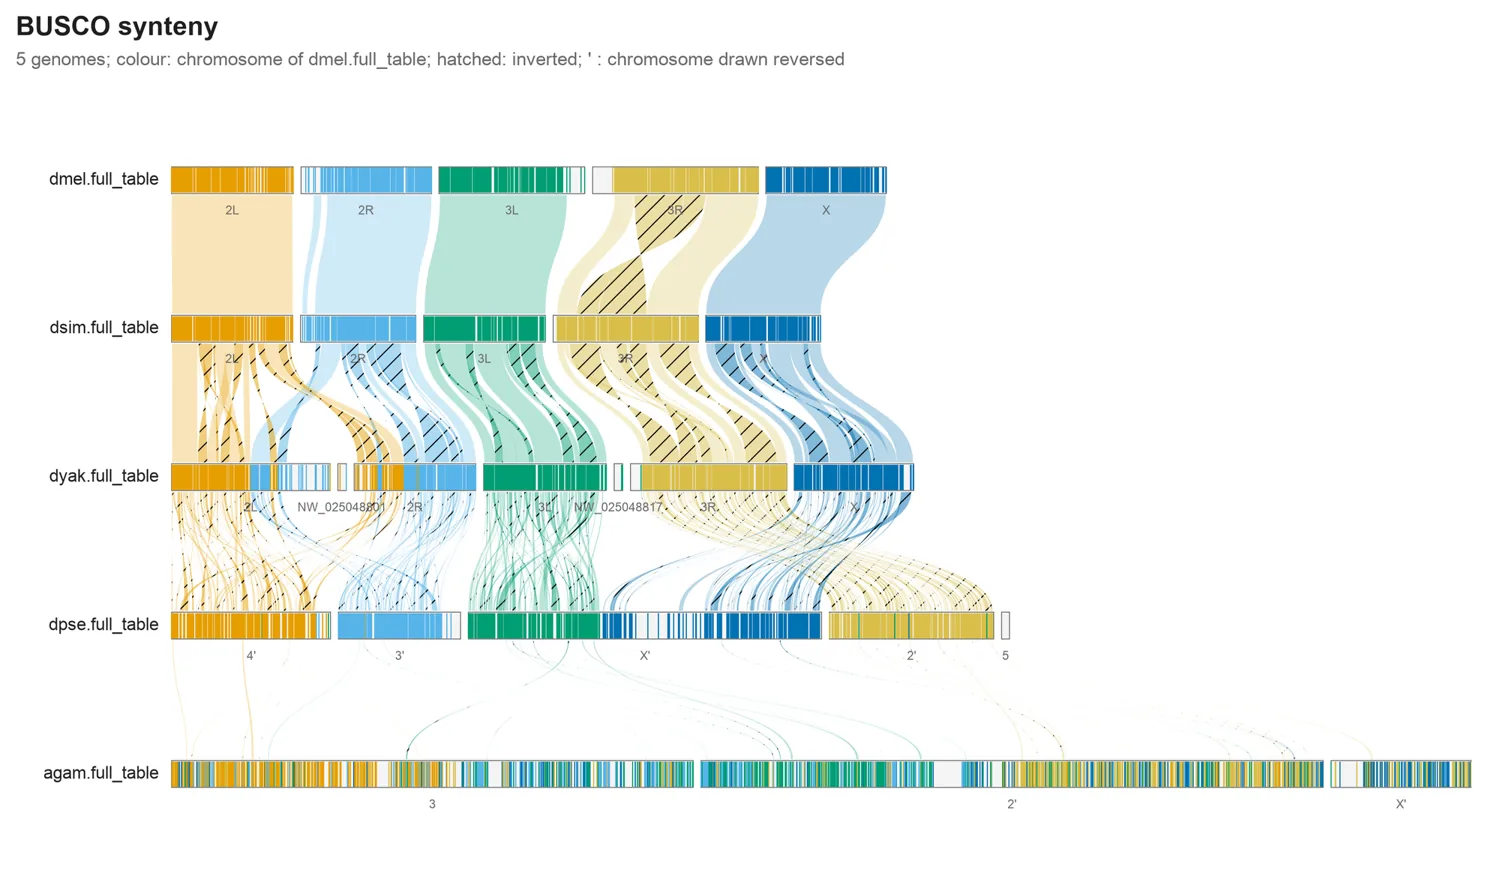 BUSCO synteny
5 genomes; colour: chromosome of dmel.full_table; hatched: inverted; ' : chromosome drawn reversed
dmel.full_table
2L 2R 3L 3R X
dsim.full_table
2L 2R 3L 3R X
dyak.full_table
2L NW_025048801 2R 3L NW_025048817 3R X
dpse.full_table
4' 3' X' 2' 5
agam.full_table
3 2' X'